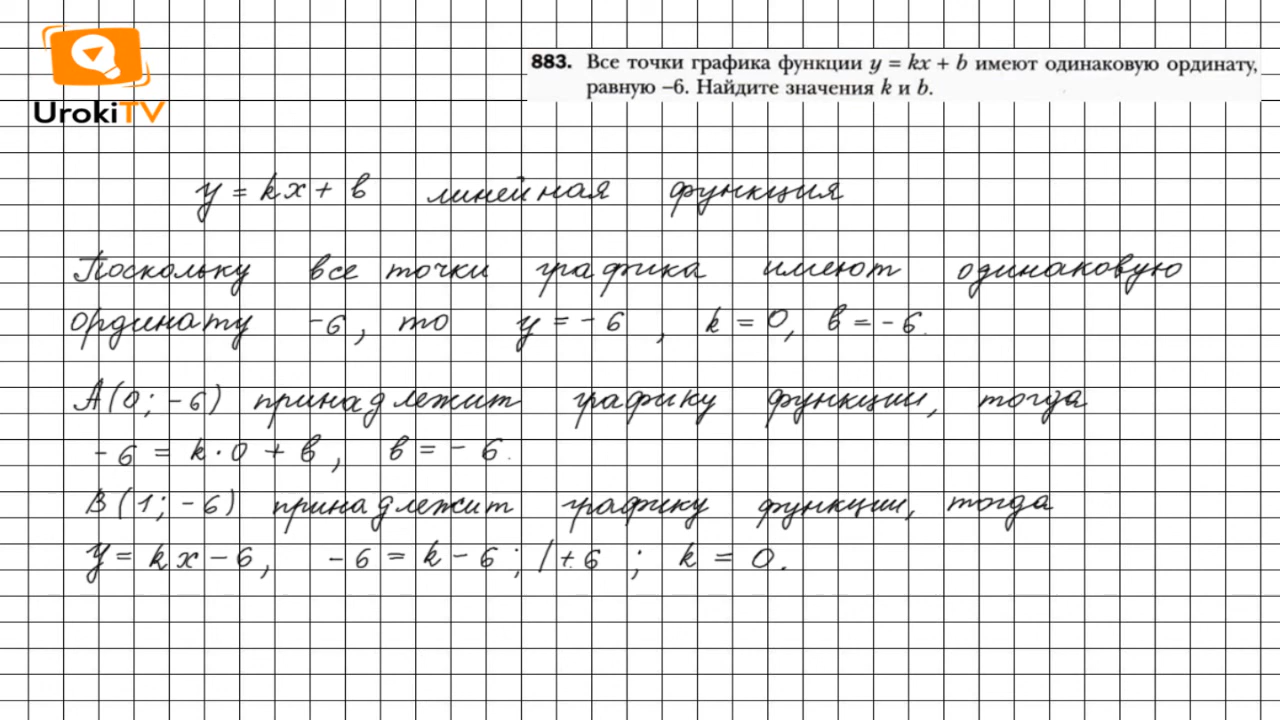 UrokiTV
883. Все точки графика функции y = kx + b имеют одинаковую ординату,
равную –6. Найдите значения k и b.
y = kx + b линейная функция
Поскольку все точки графика имеют одинаковую
ординату -6, то y = -6, k = 0, b = -6.
A(0; -6) принадлежит графику функции, тогда
-6 = k·0 + b, b = -6.
B(1; -6) принадлежит графику функции, тогда
y = kx - 6, -6 = k - 6; |+6; k = 0.